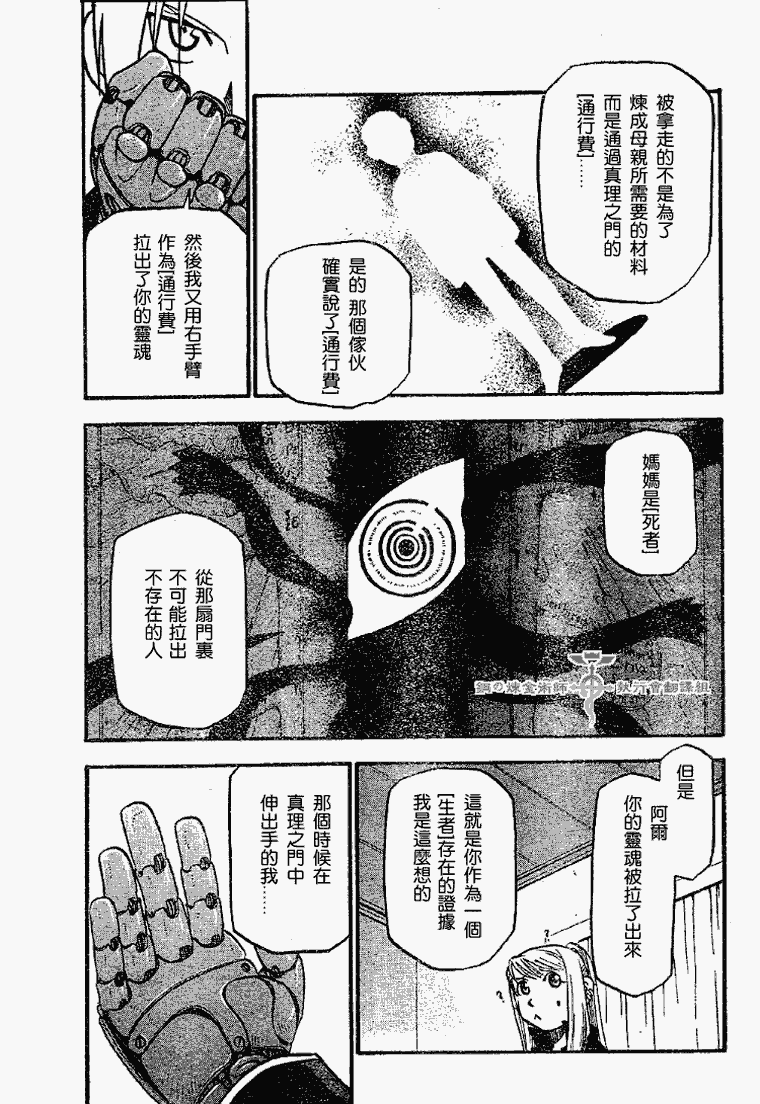 被拿走的不是為了
煉成母親所需要的材料
而是通過真理之門的
[通行費]……
是的 那個傢伙
確實說了[通行費]
然後我又用右手臂
作為[通行費]
拉出了你的靈魂
媽媽是[死者]
從那扇門裏
不可能拉出
不存在的人
鋼の煉金術師
執行會翻譯組
但是
阿爾
你的靈魂被拉了出來
這就是你作為一個
[生者]存在的證據
我是這麼想的
?
?
那個時候在
真理之門中
伸出手的我……